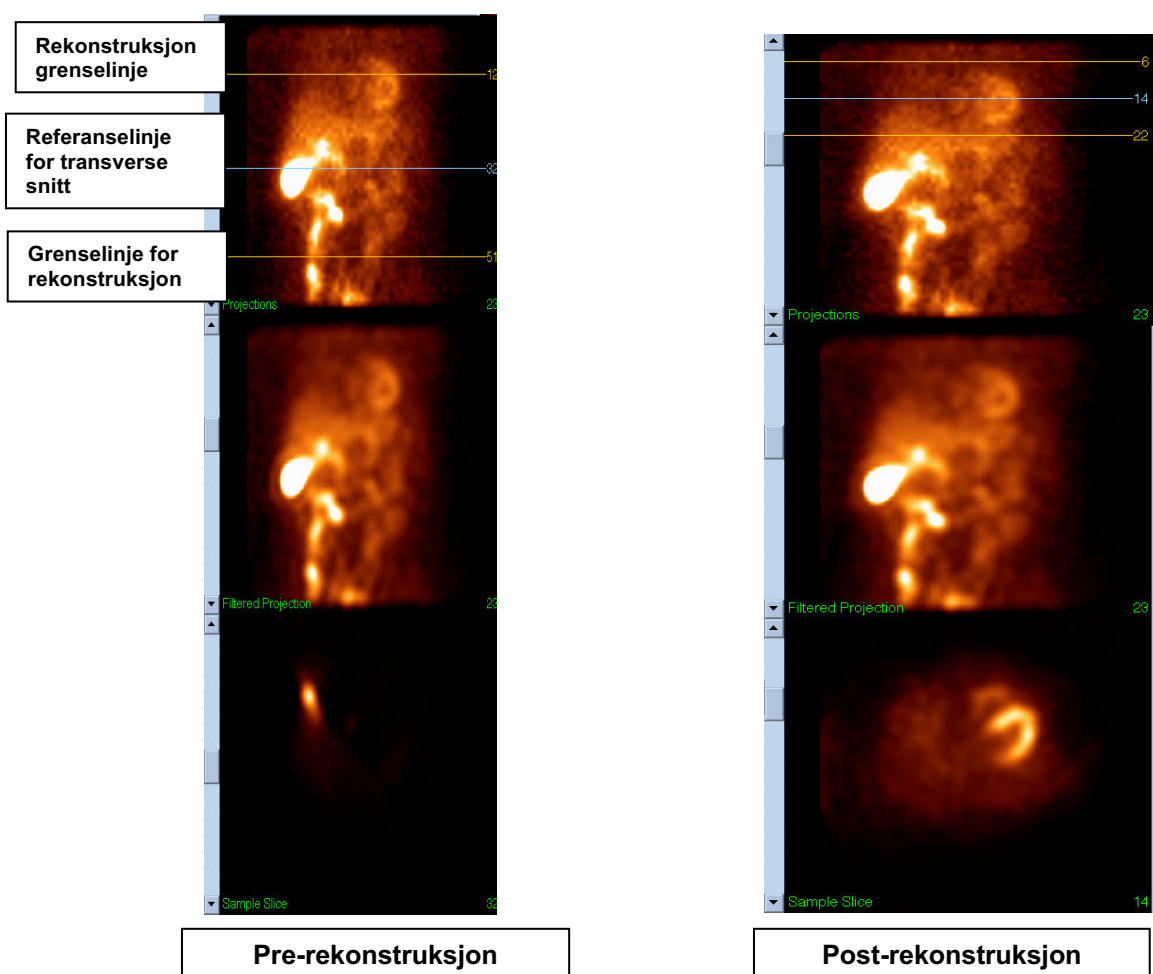 Rekonstruksjon
grenselinje
Referanselinje
for transverse
snitt
Grenselinje for
rekonstruksjon
12
32
51
Projections
23
Filtered Projection
23
Sample Slice
32
Pre-rekonstruksjon
6
14
22
Projections
23
Filtered Projection
23
Sample Slice
14
Post-rekonstruksjon